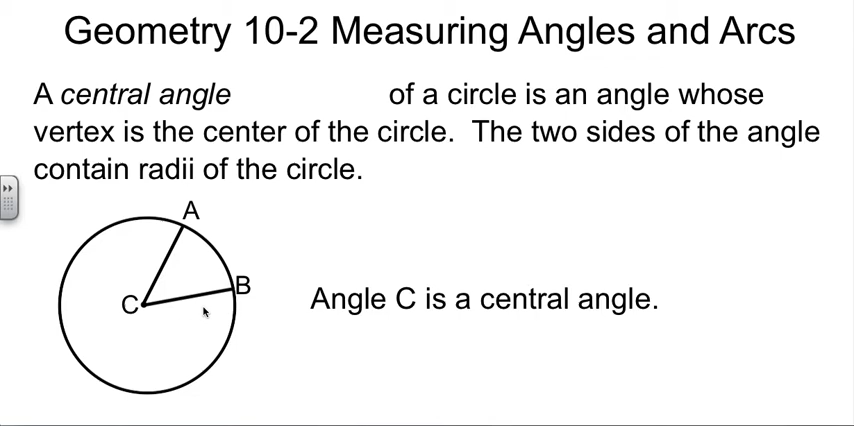 Geometry 10-2 Measuring Angles and Arcs
A central angle of a circle is an angle whose
vertex is the center of the circle. The two sides of the angle
contain radii of the circle.
A
B
C
Angle C is a central angle.